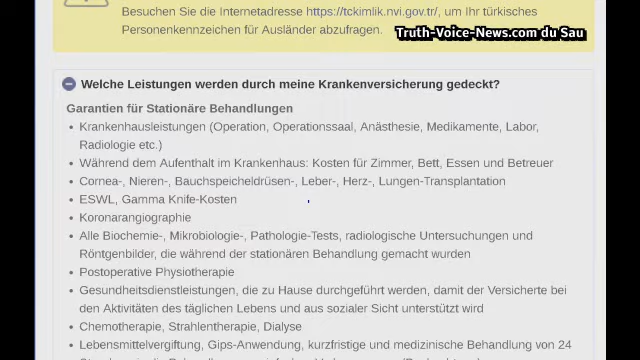 Besuchen Sie die Internetadresse https://tckimlik.nvi.gov.tr/, um Ihr türkisches
Personenkennzeichen für Ausländer abzufragen.
Truth-Voice-News.com du Sau
Welche Leistungen werden durch meine Krankenversicherung gedeckt?
Garantien für Stationäre Behandlungen
• Krankenhausleistungen (Operation, Operationssaal, Anästhesie, Medikamente, Labor,
Radiologie etc.)
• Während dem Aufenthalt im Krankenhaus: Kosten für Zimmer, Bett, Essen und Betreuer
• Cornea-, Nieren-, Bauchspeicheldrüsen-, Leber-, Herz-, Lungen-Transplantation
• ESWL, Gamma Knife-Kosten
• Koronarangiographie
• Alle Biochemie-, Mikrobiologie-, Pathologie-Tests, radiologische Untersuchungen und
Röntgenbilder, die während der stationären Behandlung gemacht wurden
• Postoperative Physiotherapie
• Gesundheitsdienstleistungen, die zu Hause durchgeführt werden, damit der Versicherte bei
den Aktivitäten des täglichen Lebens und aus sozialer Sicht unterstützt wird
• Chemotherapie, Strahlentherapie, Dialyse
• Lebensmittelvergiftung, Gips-Anwendung, kurzfristige und medizinische Behandlung von 24